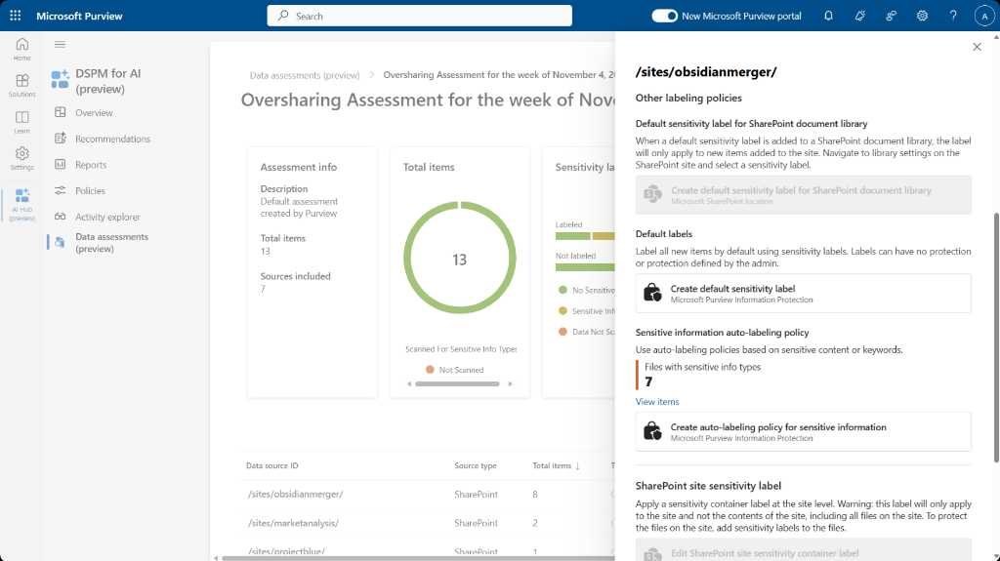 Microsoft Purview
Search
New Microsoft Purview portal
A
Home
Solutions
Learn
Settings
AI Hub
(preview)
DSPM for AI
(preview)
Overview
Recommendations
Reports
Policies
Activity explorer
Data assessments
(preview)
Data assessments (preview) > Oversharing Assessment for the week of November 4, 20
Oversharing Assessment for the week of Nove
Assessment info
Description
Default assessment
created by Purview
Total items
13
Sources included
7
Total items
13
Scanned For Sensitive Info Types
Not Scanned
Sensitivity la
Labeled
Not labeled
No Sensitive
Sensitive Inf
Data Not Sc
Data source ID Source type Total items ↓
/sites/obsidianmerger/ SharePoint 8
/sites/marketanalysis/ SharePoint 2
/sites/projectblue/ SharePoint 1
/sites/obsidianmerger/
Other labeling policies
Default sensitivity label for SharePoint document library
When a default sensitivity label is added to a SharePoint document library, the label
will only apply to new items added to the site. Navigate to library settings on the
SharePoint site and select a sensitivity label.
Create default sensitivity label for SharePoint document library
Microsoft SharePoint location
Default labels
Label all new items by default using sensitivity labels. Labels can have no protection
or protection defined by the admin.
Create default sensitivity label
Microsoft Purview Information Protection
Sensitive information auto-labeling policy
Use auto-labeling policies based on sensitive content or keywords.
Files with sensitive info types
7
View items
Create auto-labeling policy for sensitive information
Microsoft Purview Information Protection
SharePoint site sensitivity label
Apply a sensitivity container label at the site level. Warning: this label will only apply
to the site and not the contents of the site, including all files on the site. To protect
the files on the site, add sensitivity labels to the files.
Edit SharePoint site sensitivity container label